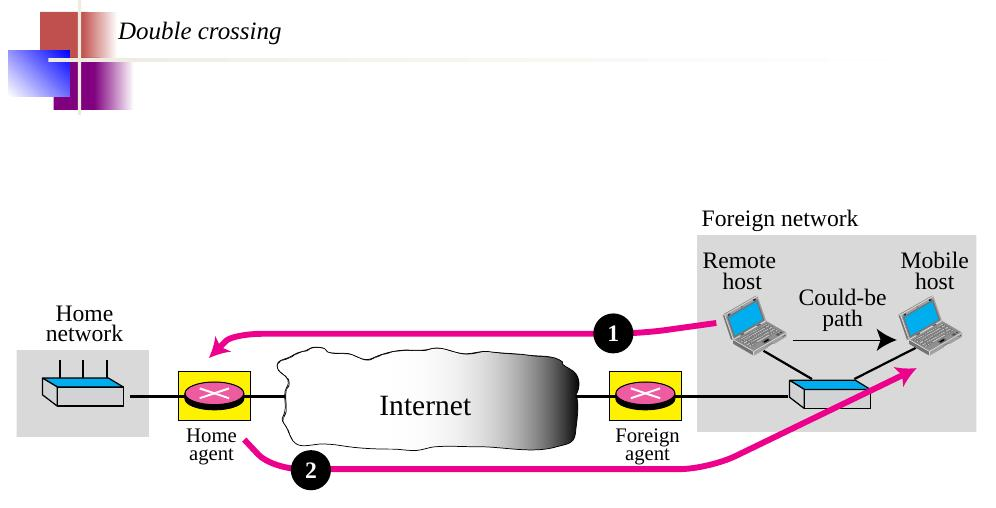 Double crossing
Foreign network
Remote
host
Mobile
host
Could-be
path
Home
network
1
Internet
Home
agent
Foreign
agent
2